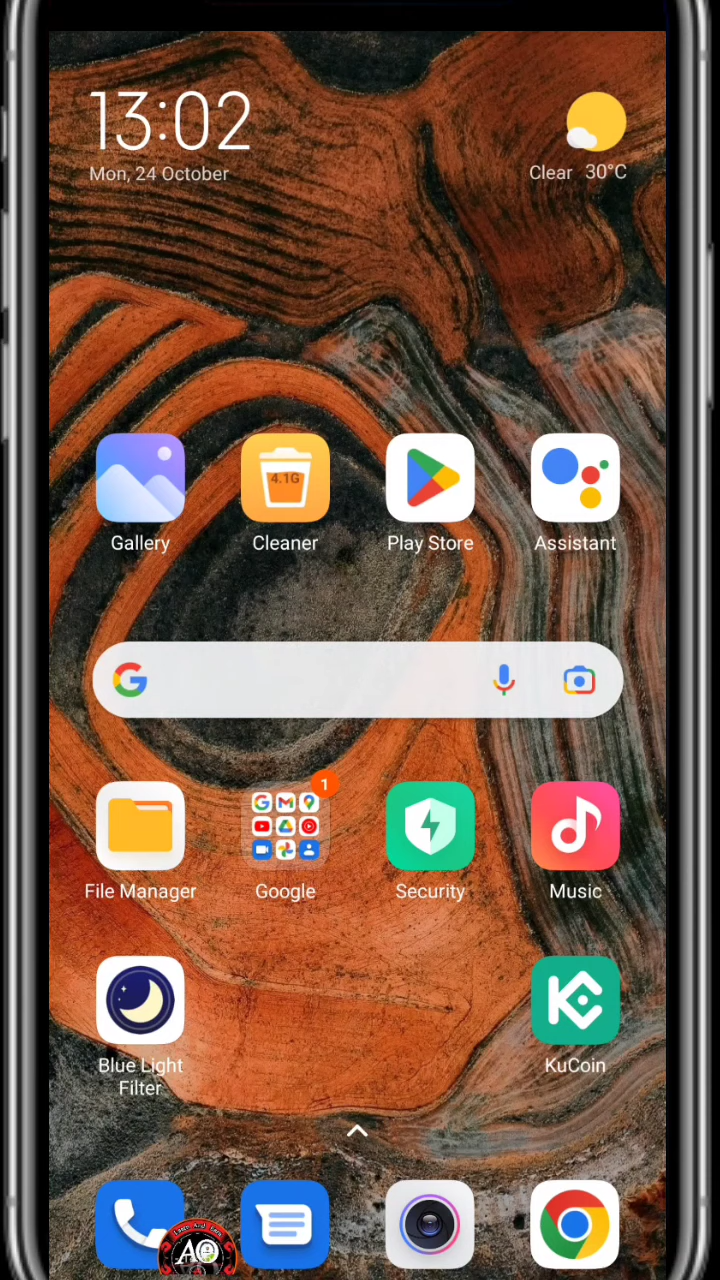 13:02
Mon, 24 October
Clear 30°C
4.1G
Gallery
Cleaner
Play Store
Assistant
1
File Manager
Google
Security
Music
Blue Light
Filter
KuCoin
AO